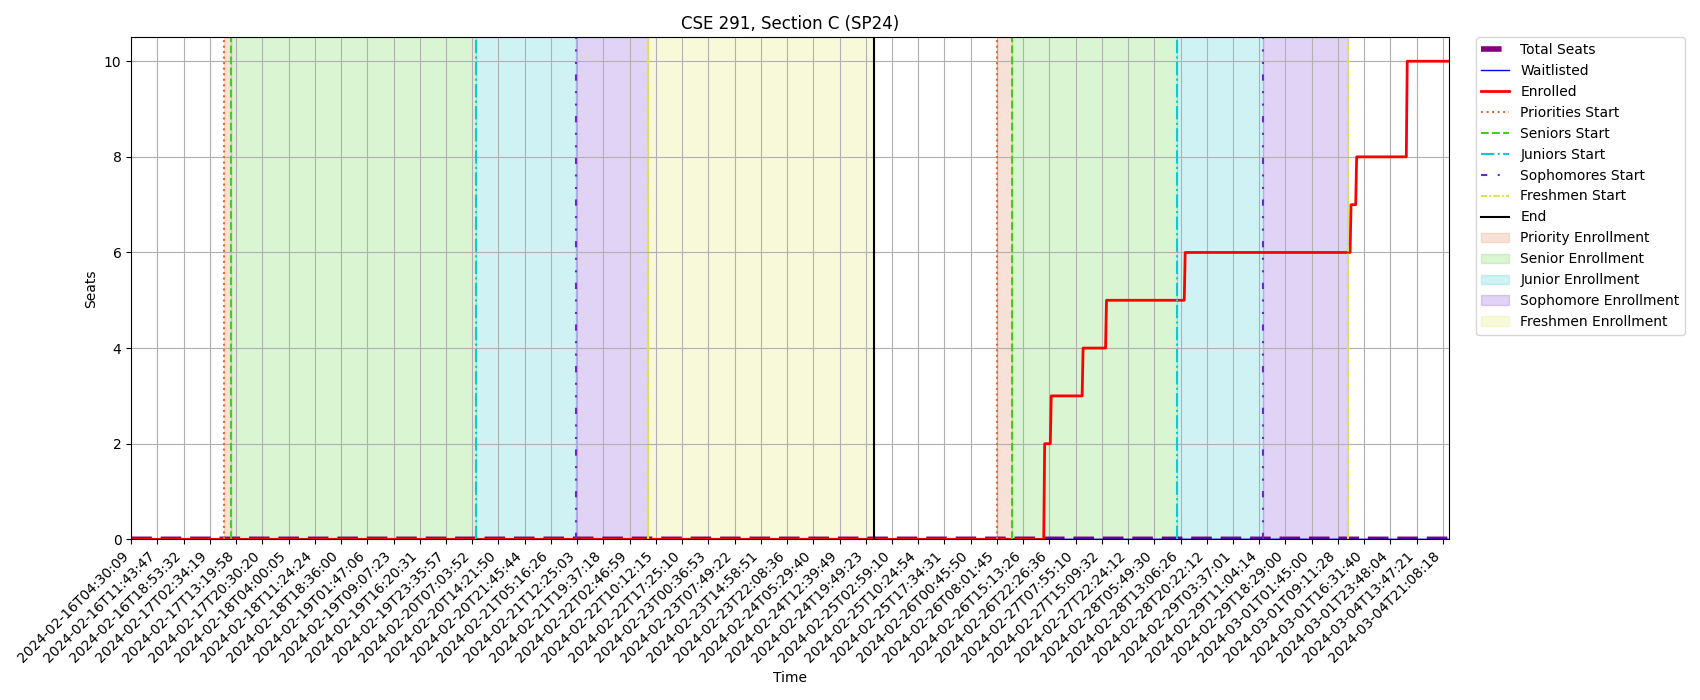 CSE 291, Section C (SP24)
Seats
10
8
6
4
2
0
2024-02-16T04:30:09
2024-02-16T11:43:47
2024-02-16T18:53:32
2024-02-17T02:34:19
2024-02-17T13:19:58
2024-02-17T20:30:20
2024-02-18T04:00:05
2024-02-18T11:24:24
2024-02-18T18:36:00
2024-02-19T01:47:06
2024-02-19T09:07:23
2024-02-19T16:20:31
2024-02-19T23:35:57
2024-02-20T07:03:52
2024-02-20T14:21:50
2024-02-20T21:45:44
2024-02-21T05:16:26
2024-02-21T12:25:03
2024-02-21T19:37:18
2024-02-22T02:46:59
2024-02-22T10:12:15
2024-02-22T17:25:10
2024-02-23T00:36:53
2024-02-23T07:49:22
2024-02-23T14:58:51
2024-02-23T22:08:36
2024-02-24T05:29:40
2024-02-24T12:39:49
2024-02-24T19:49:23
2024-02-25T02:59:10
2024-02-25T10:24:54
2024-02-25T17:34:31
2024-02-26T00:45:50
2024-02-26T08:01:45
2024-02-26T15:13:26
2024-02-26T22:26:36
2024-02-27T07:55:10
2024-02-27T15:09:32
2024-02-27T22:24:12
2024-02-28T05:49:30
2024-02-28T13:06:26
2024-02-28T20:22:12
2024-02-29T03:37:01
2024-02-29T11:04:14
2024-02-29T18:29:00
2024-03-01T01:45:00
2024-03-01T09:11:28
2024-03-01T16:31:40
2024-03-01T23:48:04
2024-03-04T13:47:21
2024-03-04T21:08:18
Time
Total Seats
Waitlisted
Enrolled
Priorities Start
Seniors Start
Juniors Start
Sophomores Start
Freshmen Start
End
Priority Enrollment
Senior Enrollment
Junior Enrollment
Sophomore Enrollment
Freshmen Enrollment